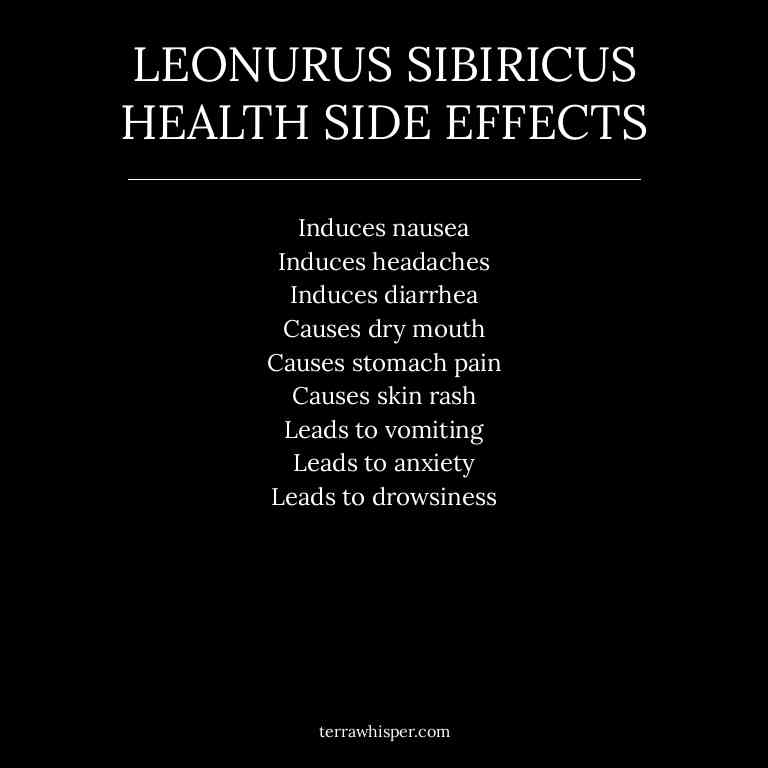 LEONURUS SIBIRICUS
HEALTH SIDE EFFECTS
Induces nausea
Induces headaches
Induces diarrhea
Causes dry mouth
Causes stomach pain
Causes skin rash
Leads to vomiting
Leads to anxiety
Leads to drowsiness
terrawhisper.com